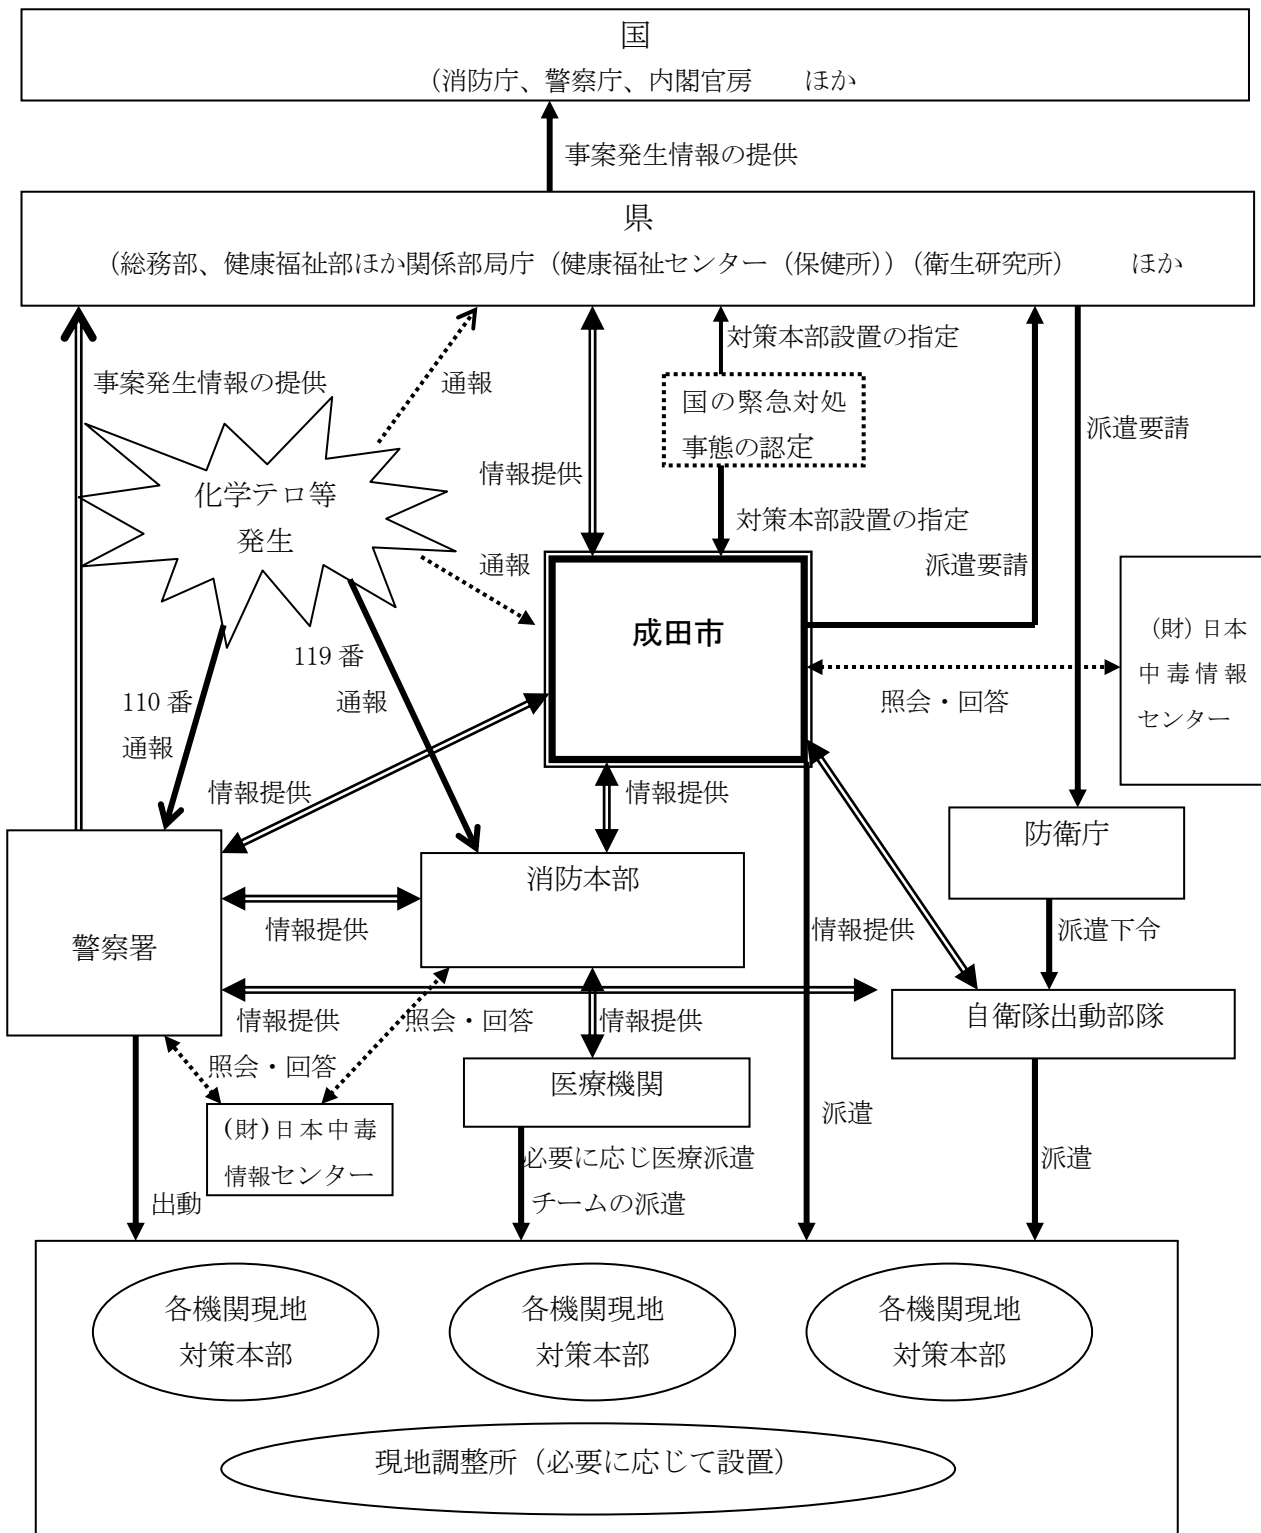 国
（消防庁、警察庁、内閣官房　　ほか
事案発生情報の提供
県
（総務部、健康福祉部ほか関係部局庁（健康福祉センター（保健所））（衛生研究所）　　ほか
事案発生情報の提供
通報
対策本部設置の指定
国の緊急対処
事態の認定
派遣要請
情報提供
化学テロ等
発生
対策本部設置の指定
通報
派遣要請
成田市
（財）日本
中毒情報
センター
119 番
通報
110 番
通報
照会・回答
情報提供
情報提供
防衛庁
消防本部
警察署
情報提供
情報提供
派遣下令
自衛隊出動部隊
情報提供
照会・回答
情報提供
照会・回答
医療機関
（財）日本中毒
情報センター
派遣
必要に応じ医療派遣
チームの派遣
派遣
出動
各機関現地
対策本部
各機関現地
対策本部
各機関現地
対策本部
現地調整所（必要に応じて設置）